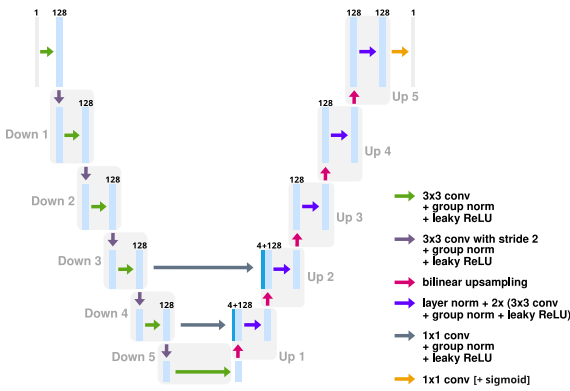 1
128
128
128
1
Up 5
128
128
Down 1
Up 4
128
128
Down 2
Up 3
3x3 conv
+ group norm
+ leaky ReLU
128
4+128
Down 3
Up 2
3x3 conv with stride 2
+ group norm
+ leaky ReLU
bilinear upsampling
128
4+128
Down 4
Up 1
layer norm + 2x (3x3 conv
+ group norm + leaky ReLU)
1x1 conv
+ group norm
+ leaky ReLU
Down 5
1x1 conv [+ sigmoid]